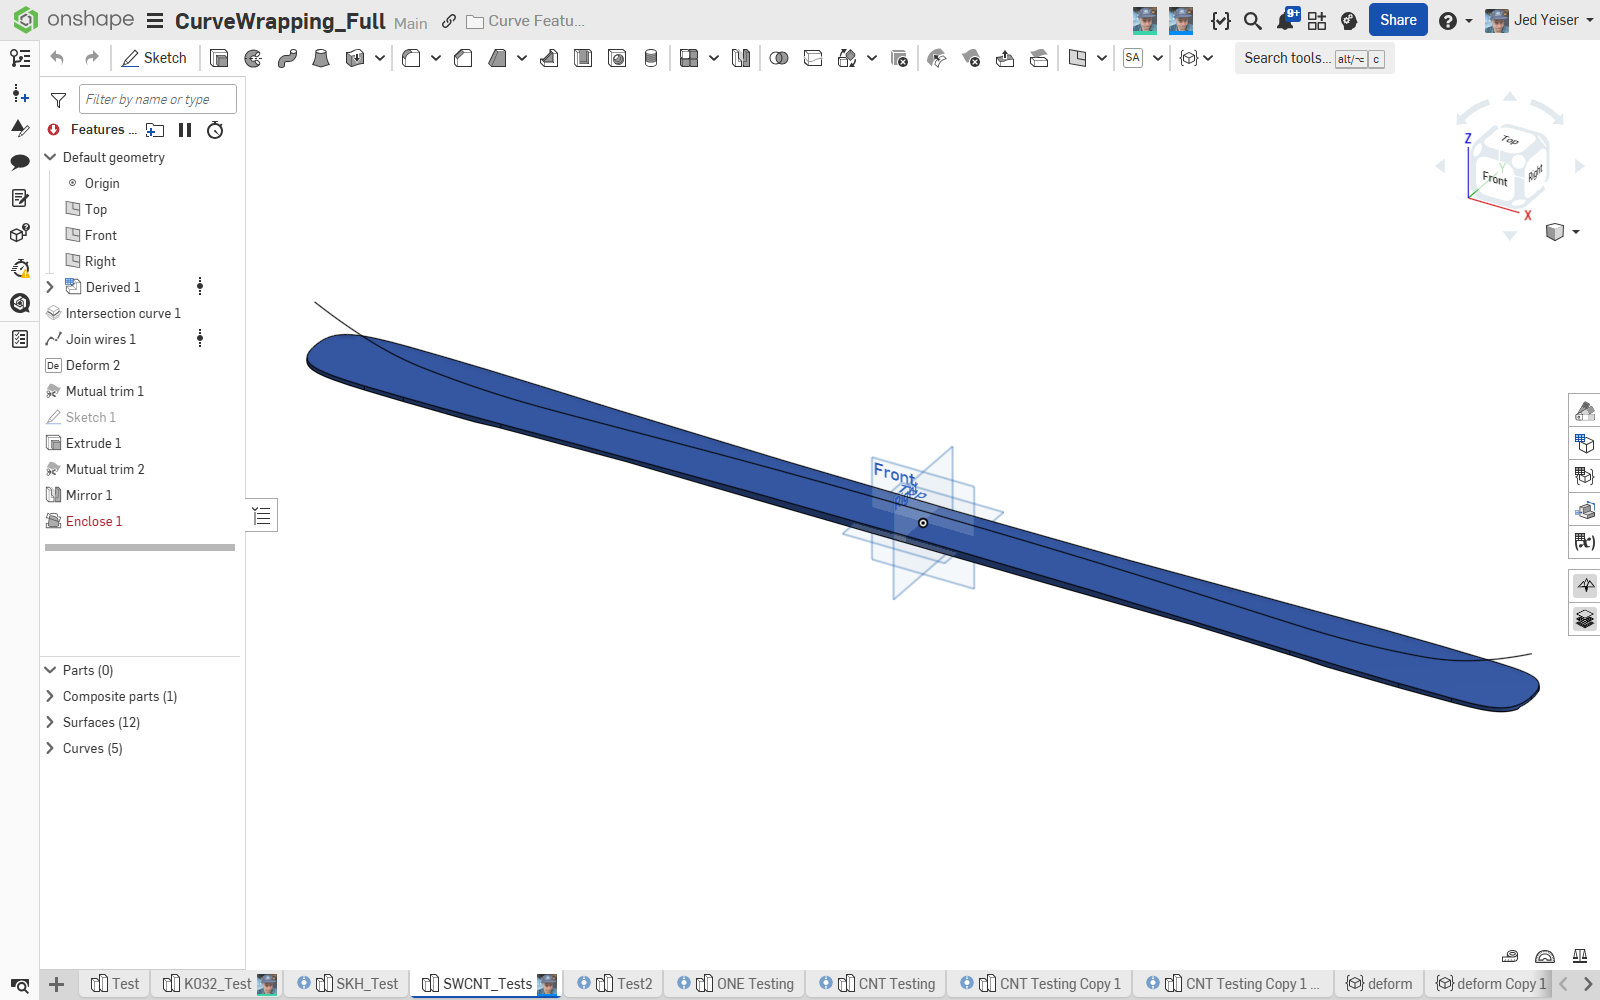 onshape CurveWrapping_Full Main Curve Featu... 9+ Share Jed Yeiser
Sketch SA Search tools... alt/⌥ c
Filter by name or type
Features ...
Default geometry
Origin
Top
Front
Right
Derived 1
Intersection curve 1
Join wires 1
De Deform 2
Mutual trim 1
Sketch 1
Extrude 1
Mutual trim 2
Mirror 1
Enclose 1
Parts (0)
Composite parts (1)
Surfaces (12)
Curves (5)
Z
Top
Y
Front
Right
X
Front
Top
Test K032_Test SKH_Test SWCNT_Tests Test2 ONE Testing CNT Testing CNT Testing Copy 1 CNT Testing Copy 1 ... deform deform Copy 1